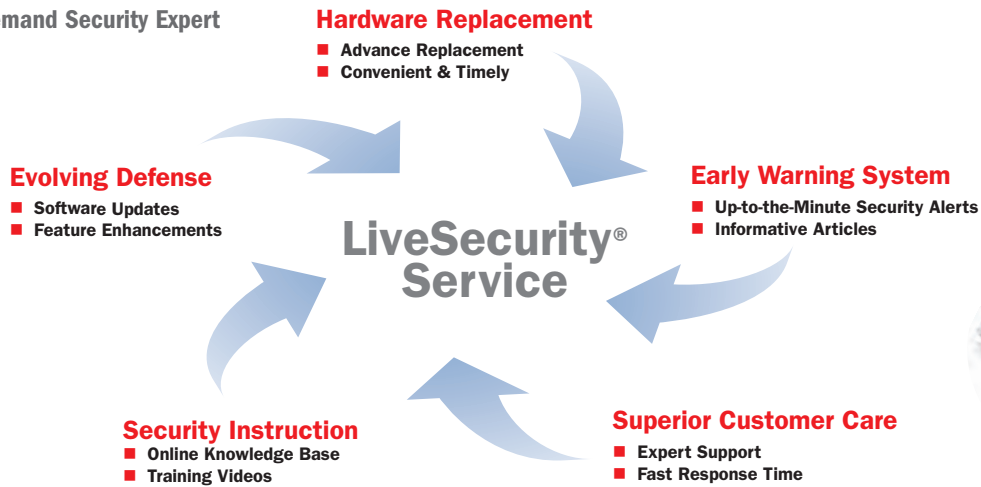 Security Expert
Hardware Replacement
Advance Replacement
Convenient & Timely
Early Warning System
Up-to-the-Minute Security Alerts
Informative Articles
Superior Customer Care
Expert Support
Fast Response Time
Security Instruction
Online Knowledge Base
Training Videos
Evolving Defense
Software Updates
Feature Enhancements
LiveSecurity®
Service